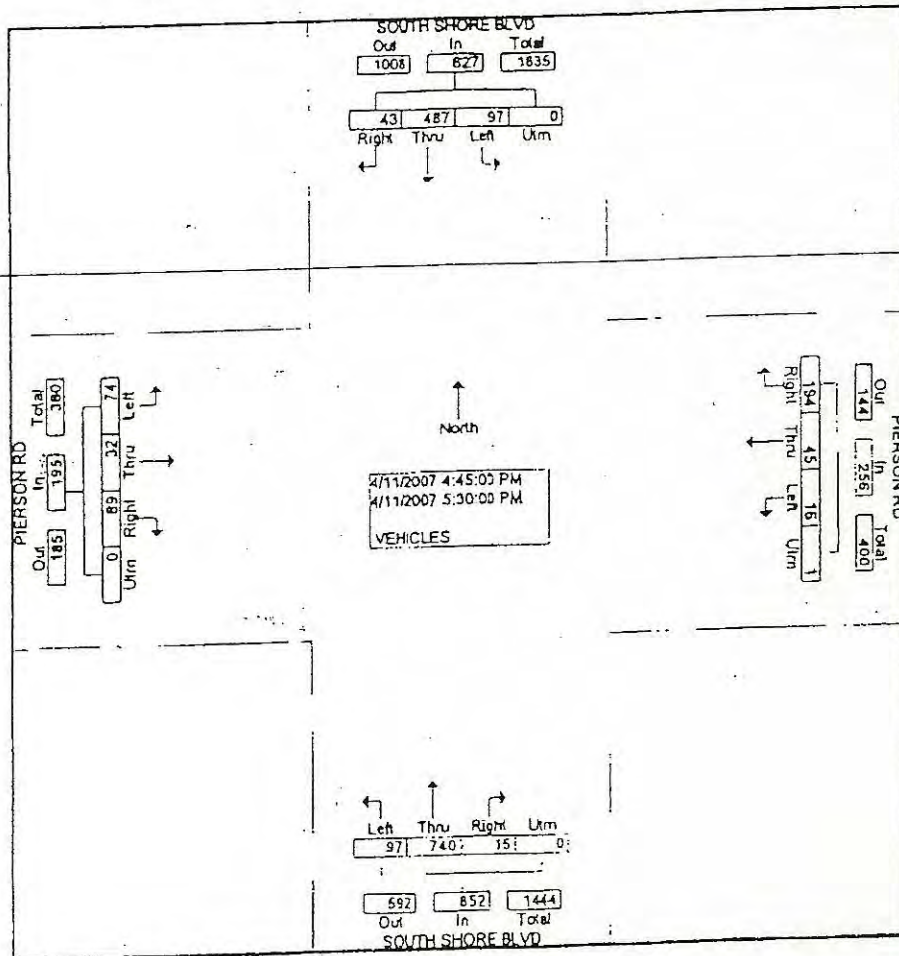 SOUTH SHORE BLVD
Out In Total
1008 627 1635
43 487 97 0
Right Thru Left Utrn
PIERSON RD
Total In Out
380 195 185
74 32 89 0
Left Thru Right Utrn
North
4/11/2007 4:45:00 PM
4/11/2007 5:30:00 PM
VEHICLES
Right Thru Left Utrn
194 45 16 1
Out In Total
144 256 400
PIERSON RD
Left Thru Right Utrn
97 740 15 0
592 852 1444
Out In Total
SOUTH SHORE BLVD